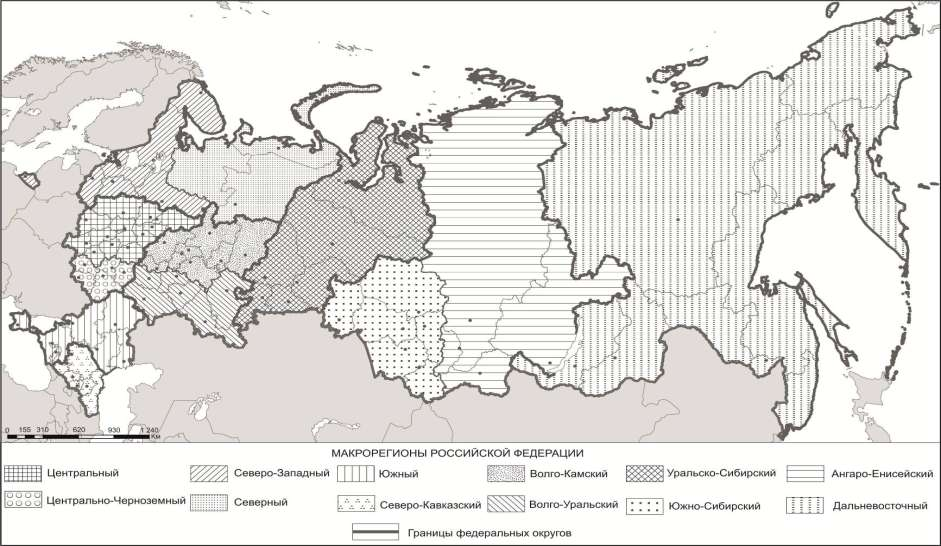 0 155 310 620 930 1 240
Км
МАКРОРЕГИОНЫ РОССИЙСКОЙ ФЕДЕРАЦИИ
Центральный Северо-Западный Южный Волго-Камский Уральско-Сибирский Ангаро-Енисейский
Центрально-Черноземный Северный Северо-Кавказский Волго-Уральский Южно-Сибирский Дальневосточный
Границы федеральных округов